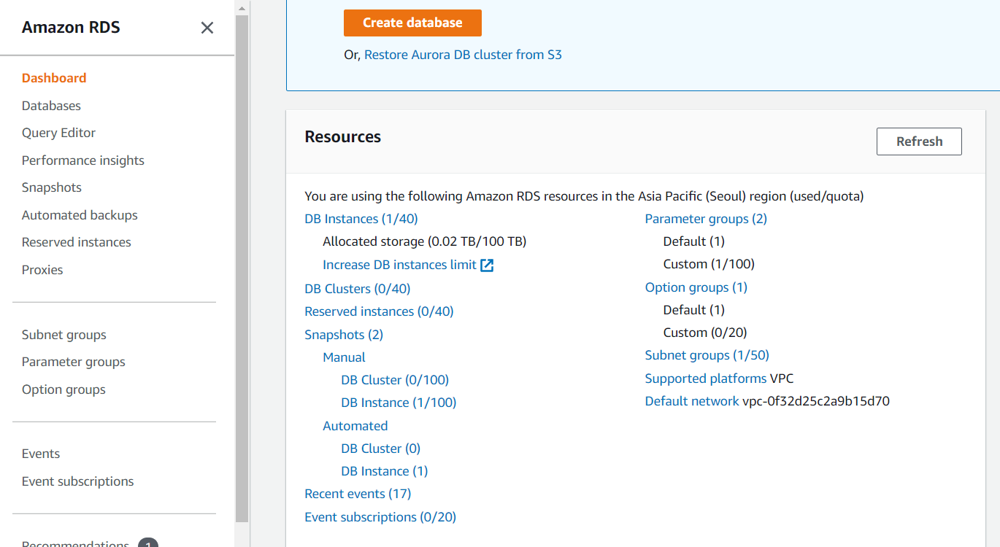 Amazon RDS
Dashboard
Databases
Query Editor
Performance insights
Snapshots
Automated backups
Reserved instances
Proxies
Subnet groups
Parameter groups
Option groups
Events
Event subscriptions
Recommendations 1
Create database
Or, Restore Aurora DB cluster from S3
Resources
Refresh
You are using the following Amazon RDS resources in the Asia Pacific (Seoul) region (used/quota)
DB Instances (1/40)
Allocated storage (0.02 TB/100 TB)
Increase DB instances limit
DB Clusters (0/40)
Reserved instances (0/40)
Snapshots (2)
Manual
DB Cluster (0/100)
DB Instance (1/100)
Automated
DB Cluster (0)
DB Instance (1)
Recent events (17)
Event subscriptions (0/20)
Parameter groups (2)
Default (1)
Custom (1/100)
Option groups (1)
Default (1)
Custom (0/20)
Subnet groups (1/50)
Supported platforms VPC
Default network vpc-0f32d25c2a9b15d70